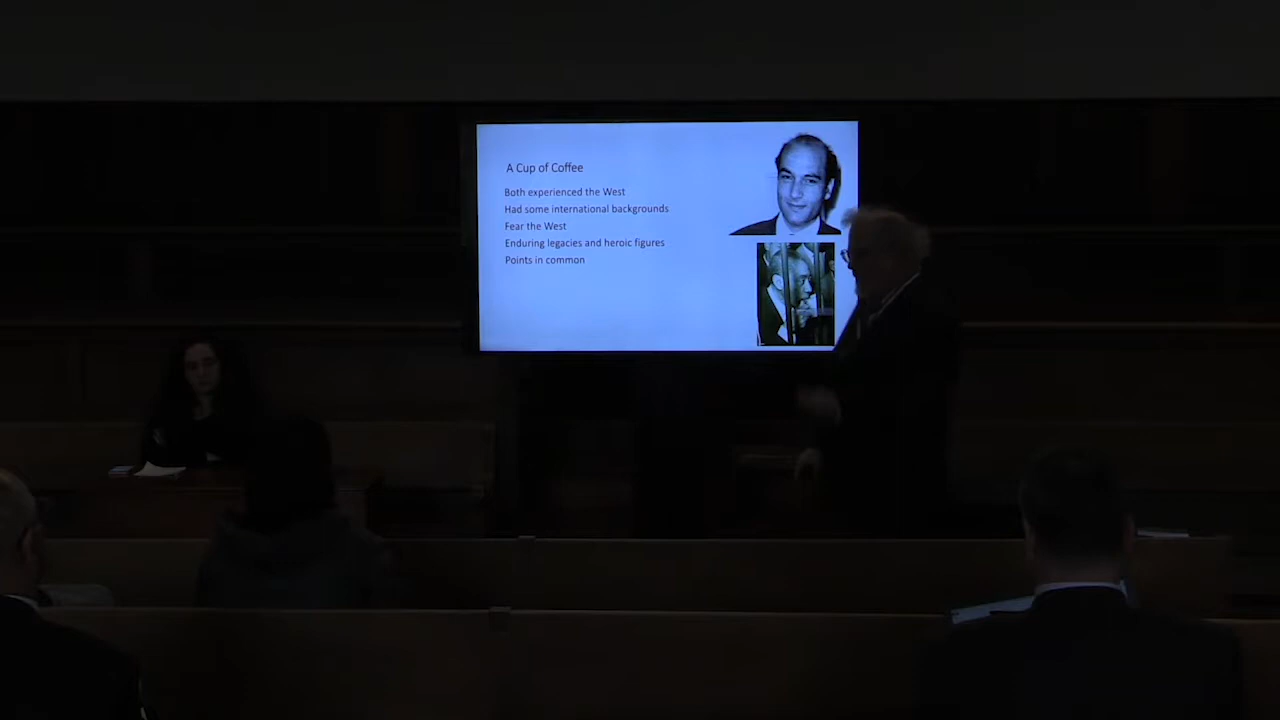 A Cup of Coffee
Both experienced the West
Had some international backgrounds
Fear the West
Enduring legacies and heroic figures
Points in common